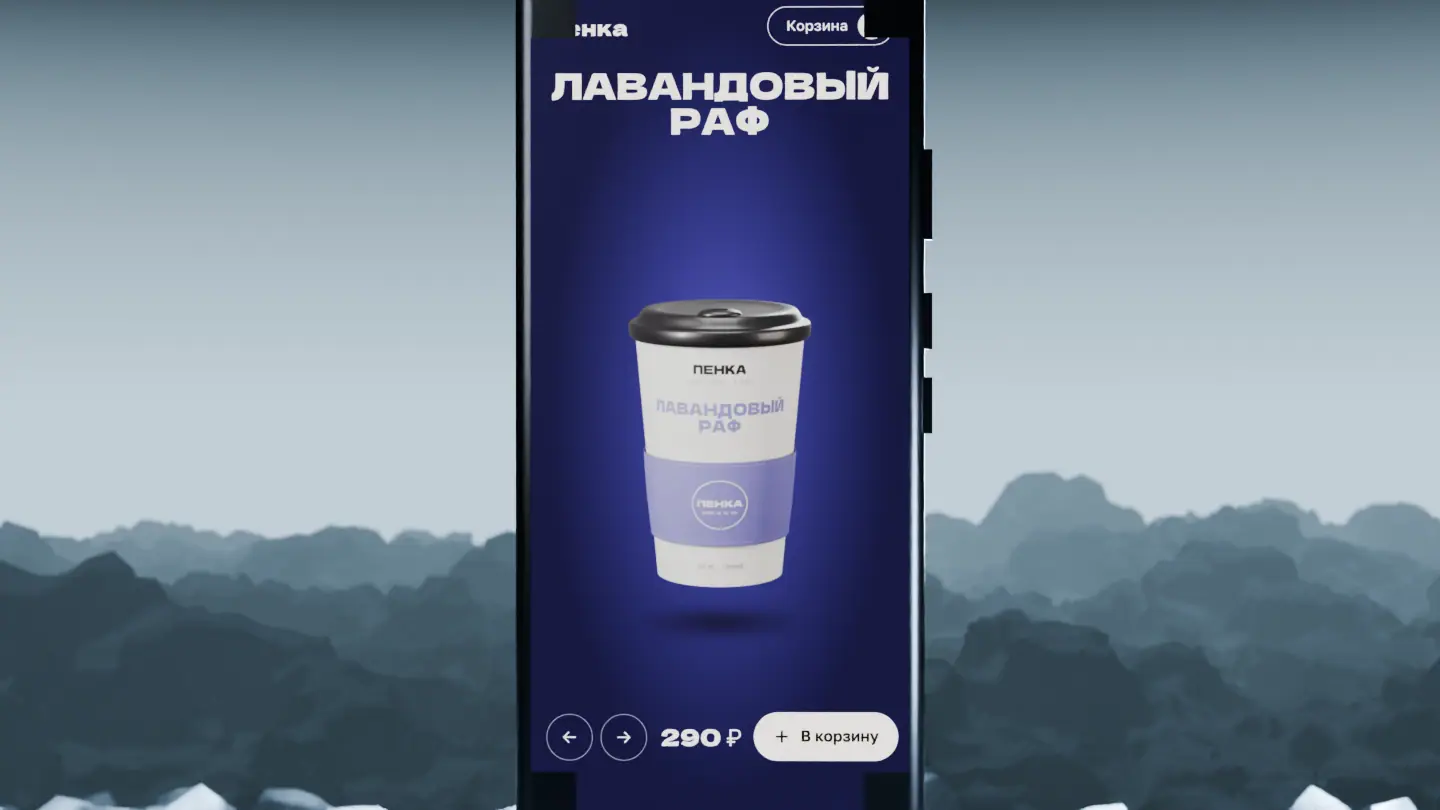 енка
Корзина
ЛАВАНДОВЫЙ
РАФ
ПЕНКА
ЛАВАНДОВЫЙ
РАФ
ПЕНКА
290 ₽
+ В корзину